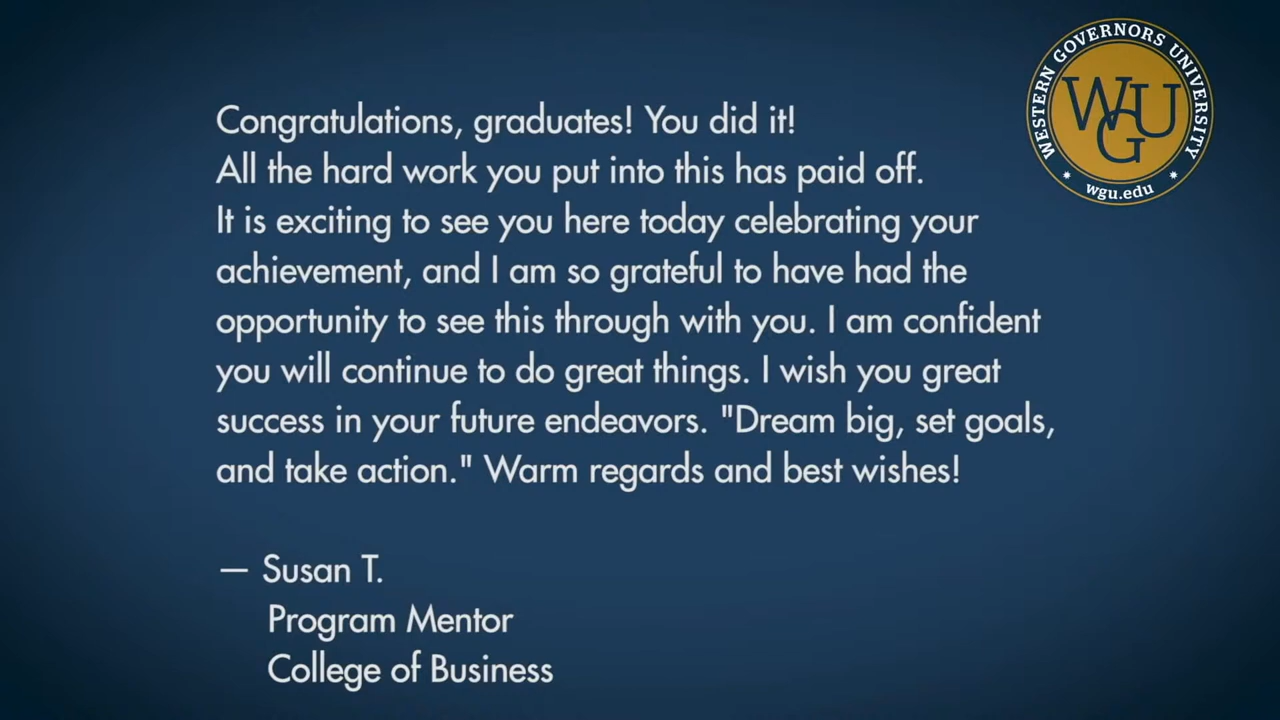 Congratulations, graduates! You did it!
All the hard work you put into this has paid off.
It is exciting to see you here today celebrating your
achievement, and I am so grateful to have had the
opportunity to see this through with you. I am confident
you will continue to do great things. I wish you great
success in your future endeavors. "Dream big, set goals,
and take action." Warm regards and best wishes!
— Susan T.
Program Mentor
College of Business
WESTERN GOVERNORS UNIVERSITY
WGU
wgu.edu